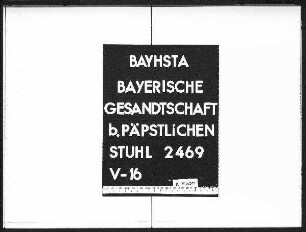 BAYHSTA
BAYERISCHE
GESANDTSCHAFT
b, PÄPSTLiCHEN
STUHL 2469
V-16